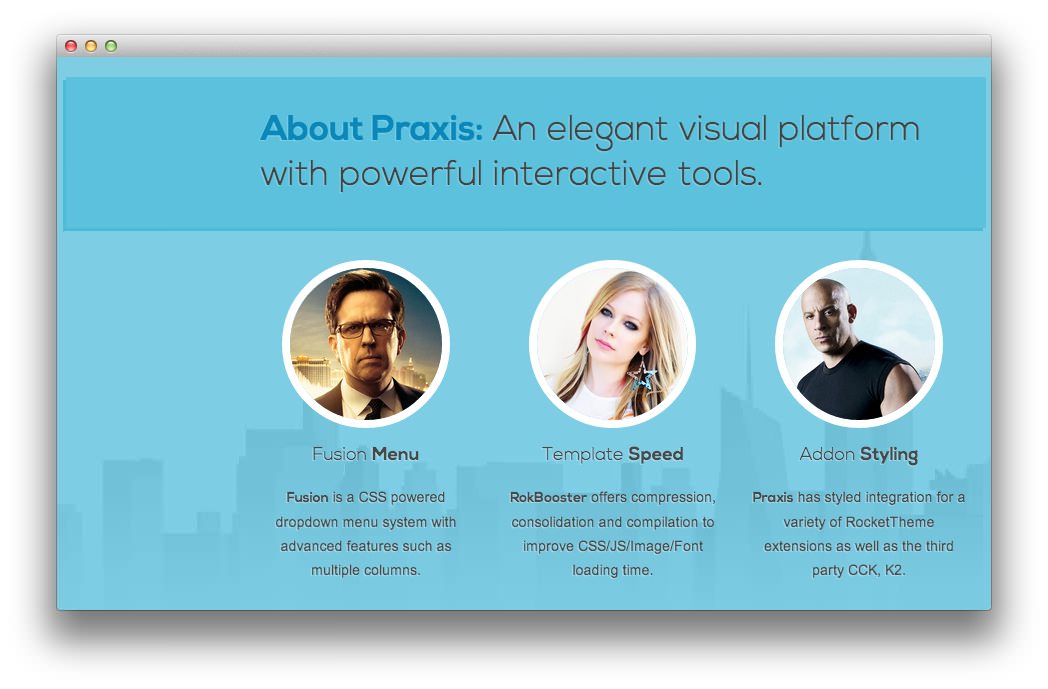 About Praxis: An elegant visual platform
with powerful interactive tools.
Fusion Menu
Fusion is a CSS powered
dropdown menu system with
advanced features such as
multiple columns.
Template Speed
RokBooster offers compression,
consolidation and compilation to
improve CSS/JS/Image/Font
loading time.
Addon Styling
Praxis has styled integration for a
variety of RocketTheme
extensions as well as the third
party CCK, K2.